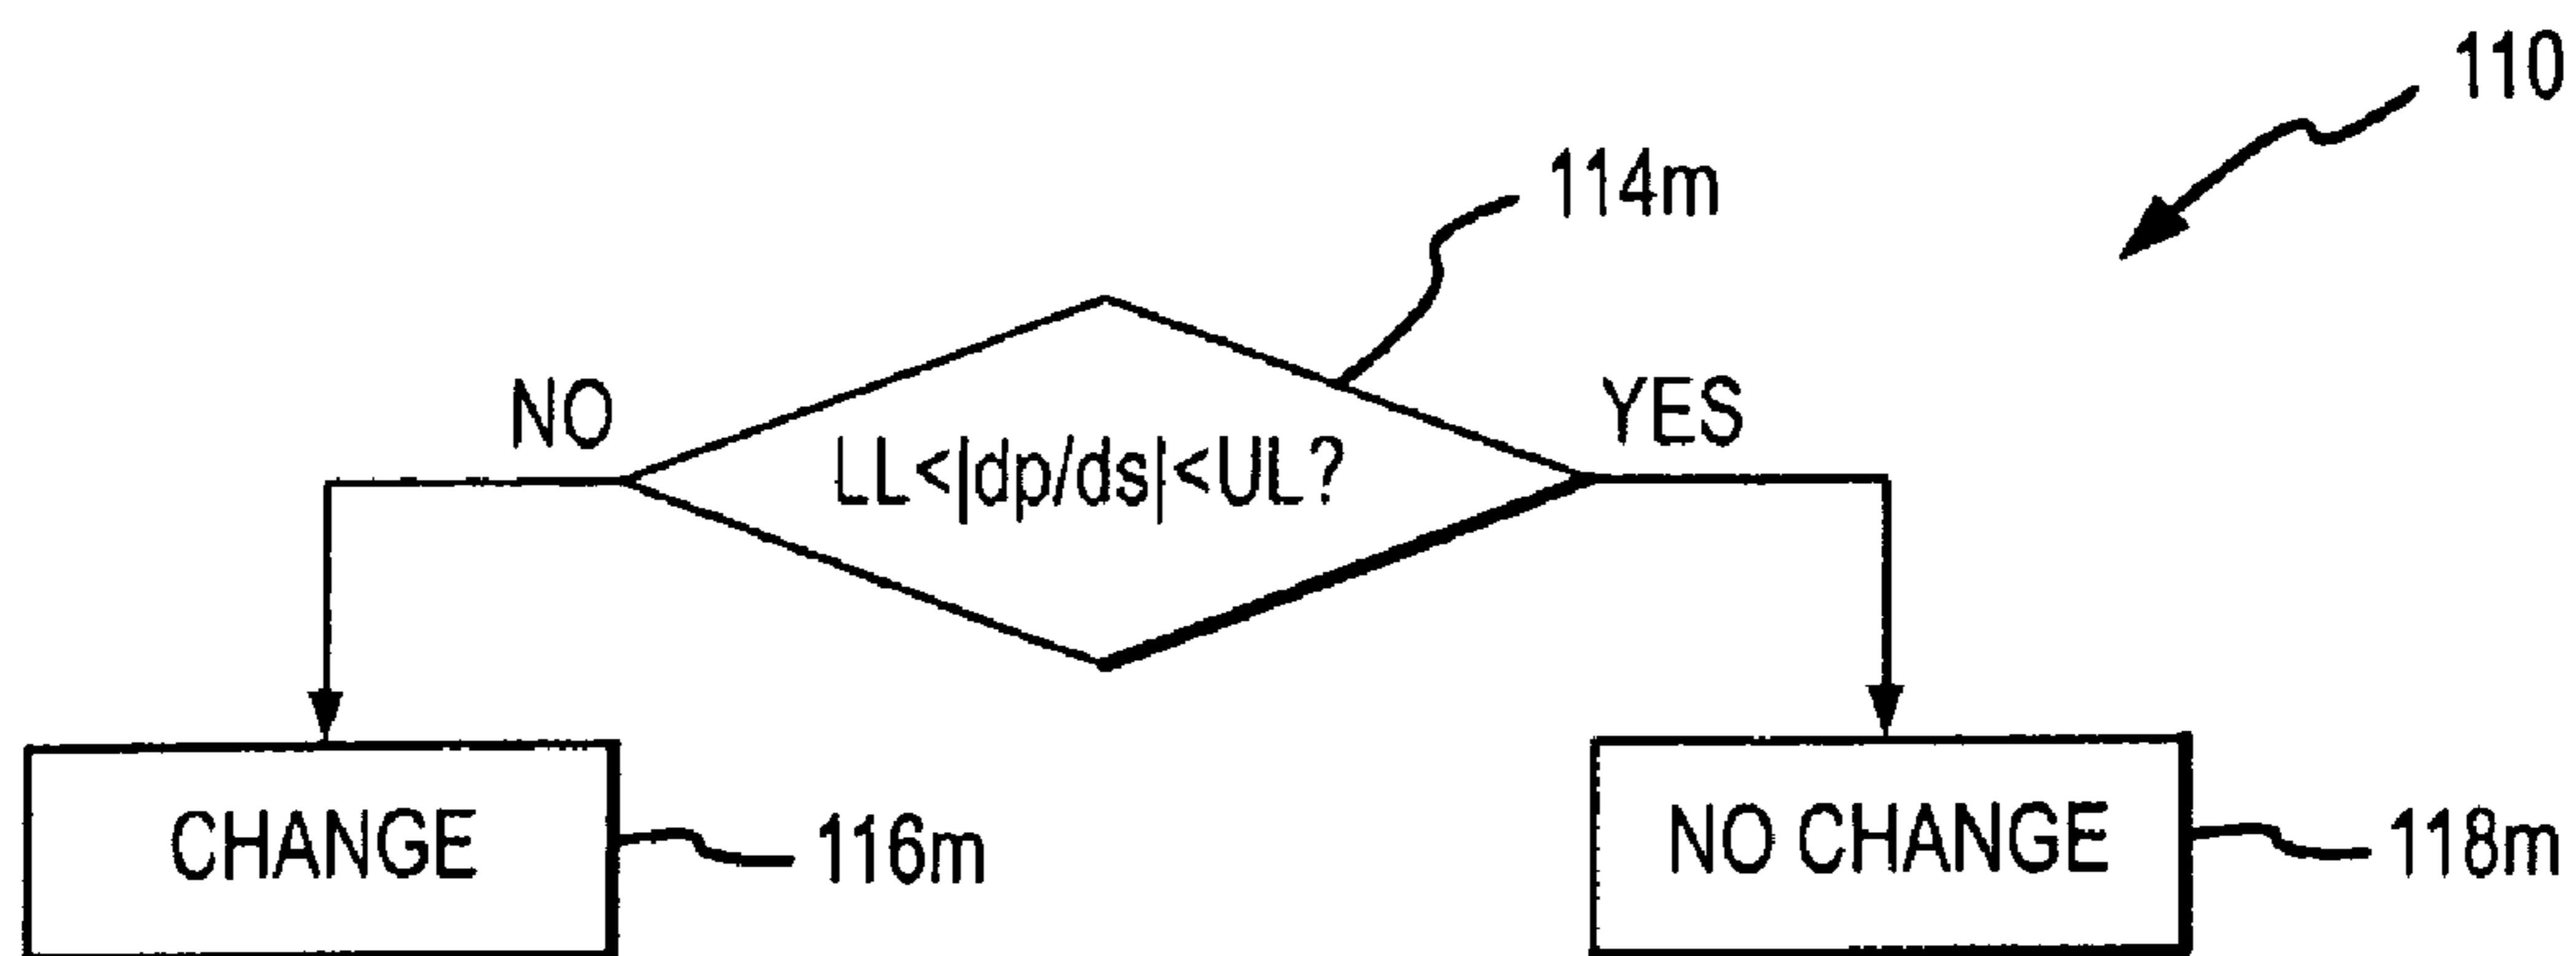 110
114m
NO
YES
LL<|dp/ds|<UL?
CHANGE
116m
NO CHANGE
118m